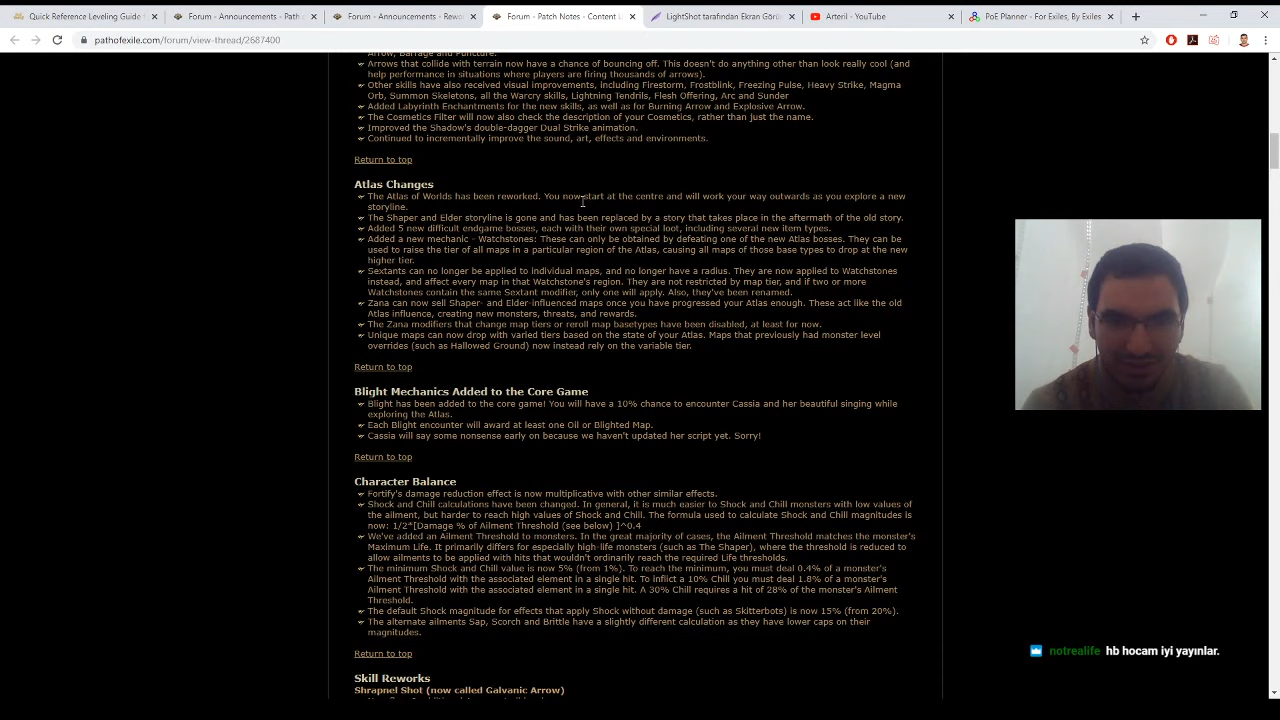 Quick Reference Leveling Guide f
Forum - Announcements - Path o
Forum - Announcements - Rewo
Forum - Patch Notes - Content U
LightShot tarafından Ekran Görü
Arteril - YouTube
PoE Planner - For Exiles, By Exiles
pathofexile.com/forum/view-thread/2687400
Arrow, Barrage and Puncture.
Arrows that collide with terrain now have a chance of bouncing off. This doesn't do anything other than look really cool (and
help performance in situations where players are firing thousands of arrows).
Other skills have also received visual improvements, including Firestorm, Frostblink, Freezing Pulse, Heavy Strike, Magma
Orb, Summon Skeletons, all the Warcry skills, Lightning Tendrils, Flesh Offering, Arc and Sunder
Added Labyrinth Enchantments for the new skills, as well as for Burning Arrow and Explosive Arrow.
The Cosmetics Filter will now also check the description of your Cosmetics, rather than just the name.
Improved the Shadow's double-dagger Dual Strike animation.
Continued to incrementally improve the sound, art, effects and environments.
Return to top
Atlas Changes
The Atlas of Worlds has been reworked. You now start at the centre and will work your way outwards as you explore a new
storyline.
The Shaper and Elder storyline is gone and has been replaced by a story that takes place in the aftermath of the old story.
Added 5 new difficult endgame bosses, each with their own special loot, including several new item types.
Added a new mechanic - Watchstones: These can only be obtained by defeating one of the new Atlas bosses. They can be
used to raise the tier of all maps in a particular region of the Atlas, causing all maps of those base types to drop at the new
higher tier.
Sextants can no longer be applied to individual maps, and no longer have a radius. They are now applied to Watchstones
instead, and affect every map in that Watchstone's region. They are not restricted by map tier, and if two or more
Watchstones contain the same Sextant modifier, only one will apply. Also, they've been renamed.
Zana can now sell Shaper- and Elder-influenced maps once you have progressed your Atlas enough. These act like the old
Atlas influence, creating new monsters, threats, and rewards.
The Zana modifiers that change map tiers or reroll map basetypes have been disabled, at least for now.
Unique maps can now drop with varied tiers based on the state of your Atlas. Maps that previously had monster level
overrides (such as Hallowed Ground) now instead rely on the variable tier.
Return to top
Blight Mechanics Added to the Core Game
Blight has been added to the core game! You will have a 10% chance to encounter Cassia and her beautiful singing while
exploring the Atlas.
Each Blight encounter will award at least one Oil or Blighted Map.
Cassia will say some nonsense early on because we haven't updated her script yet. Sorry!
Return to top
Character Balance
Fortify's damage reduction effect is now multiplicative with other similar effects.
Shock and Chill calculations have been changed. In general, it is much easier to Shock and Chill monsters with low values of
the ailment, but harder to reach high values of Shock and Chill. The formula used to calculate Shock and Chill magnitudes is
now: 1/2*[Damage % of Ailment Threshold (see below) ]^0.4
We've added an Ailment Threshold to monsters. In the great majority of cases, the Ailment Threshold matches the monster's
Maximum Life. It primarily differs for especially high-life monsters (such as The Shaper), where the threshold is reduced to
allow ailments to be applied with hits that wouldn't ordinarily reach the required Life thresholds.
The minimum Shock and Chill value is now 5% (from 1%). To reach the minimum, you must deal 0.4% of a monster's
Ailment Threshold with the associated element in a single hit. To inflict a 10% Chill you must deal 1.8% of a monster's
Ailment Threshold with the associated element in a single hit. A 30% Chill requires a hit of 28% of the monster's Ailment
Threshold.
The default Shock magnitude for effects that apply Shock without damage (such as Skitterbots) is now 15% (from 20%).
The alternate ailments Sap, Scorch and Brittle have a slightly different calculation as they have lower caps on their
magnitudes.
Return to top
Skill Reworks
Shrapnel Shot (now called Galvanic Arrow)
notrealife hb hocam iyi yayınlar.